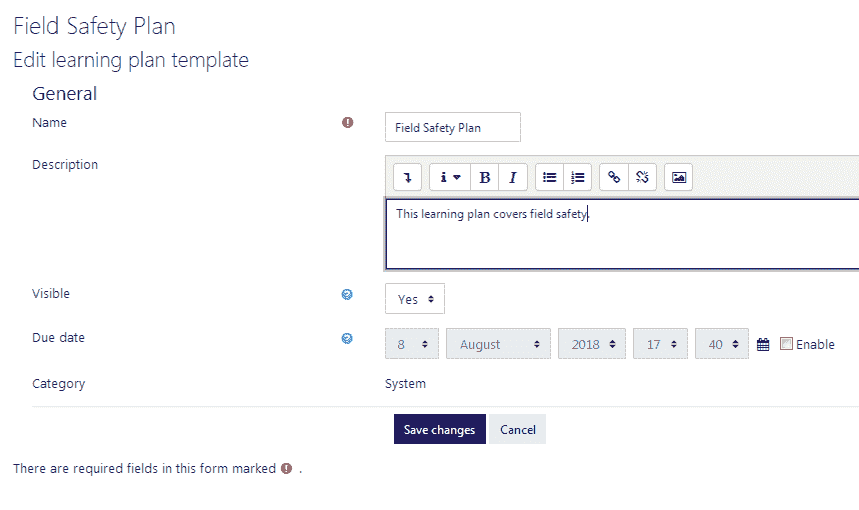 Field Safety Plan
Edit learning plan template
General
Name
Field Safety Plan
Description
i B I
This learning plan covers field safety.
Visible
Yes
Due date
8 August 2018 17 40 Enable
Category System
Save changes Cancel
There are required fields in this form marked .